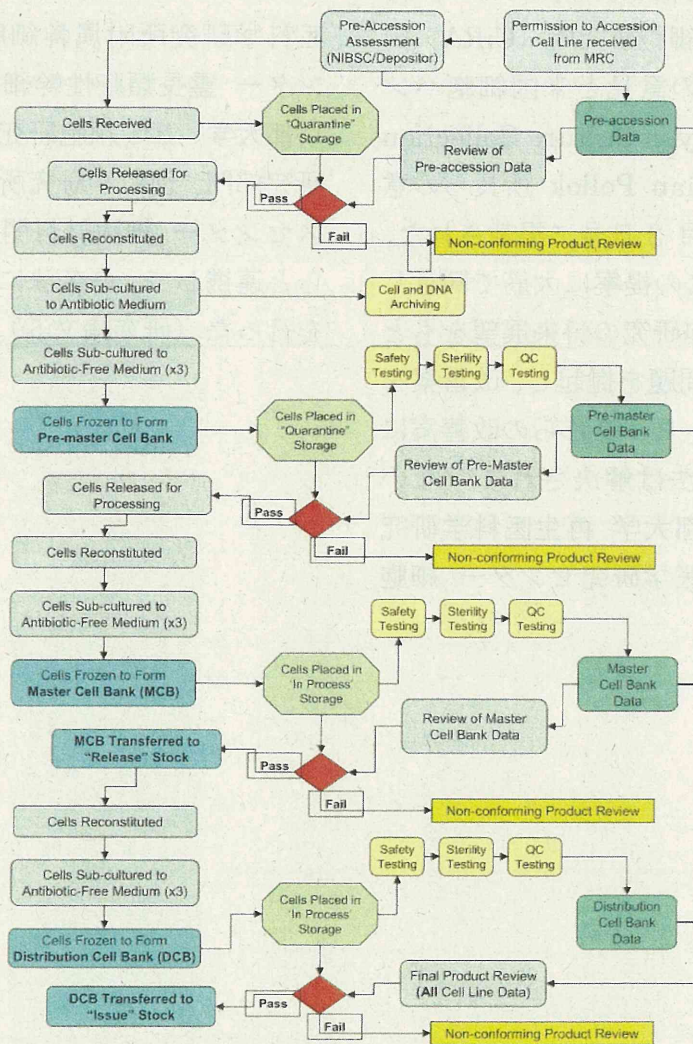 Pre-Accession
Assessment
(NIBSC/Depositor)
Permission to Accession
Cell Line received
from MRC
Cells Received
Cells Placed in
"Quarantine"
Storage
Pre-accession
Data
Review of
Pre-accession Data
Cells Released for
Processing
Pass
Fail
Non-conforming Product Review
Cells Reconstituted
Cells Sub-cultured
to Antibiotic Medium
Cell and DNA
Archiving
Cells Sub-cultured to
Antibiotic-Free Medium (x3)
Safety
Testing
Sterility
Testing
QC
Testing
Cells Frozen to Form
Pre-master Cell Bank
Cells Placed in
"Quarantine"
Storage
Pre-master
Cell Bank
Data
Review of Pre-Master
Cell Bank Data
Cells Released for
Processing
Pass
Fail
Non-conforming Product Review
Cells Reconstituted
Cells Sub-cultured to
Antibiotic-Free Medium (x3)
Safety
Testing
Sterility
Testing
QC
Testing
Cells Frozen to Form
Master Cell Bank (MCB)
Cells Placed in
'In Process'
Storage
Master
Cell Bank
Data
Review of Master
Cell Bank Data
MCB Transferred to
"Release" Stock
Pass
Fail
Non-conforming Product Review
Cells Reconstituted
Cells Sub-cultured to
Antibiotic-Free Medium (x3)
Safety
Testing
Sterility
Testing
QC
Testing
Cells Frozen to Form
Distribution Cell Bank (DCB)
Cells Placed in
'In Process'
Storage
Distribution
Cell Bank
Data
Final Product Review
(All Cell Line Data)
DCB Transferred to
"Issue" Stock
Pass
Fail
Non-conforming Product Review